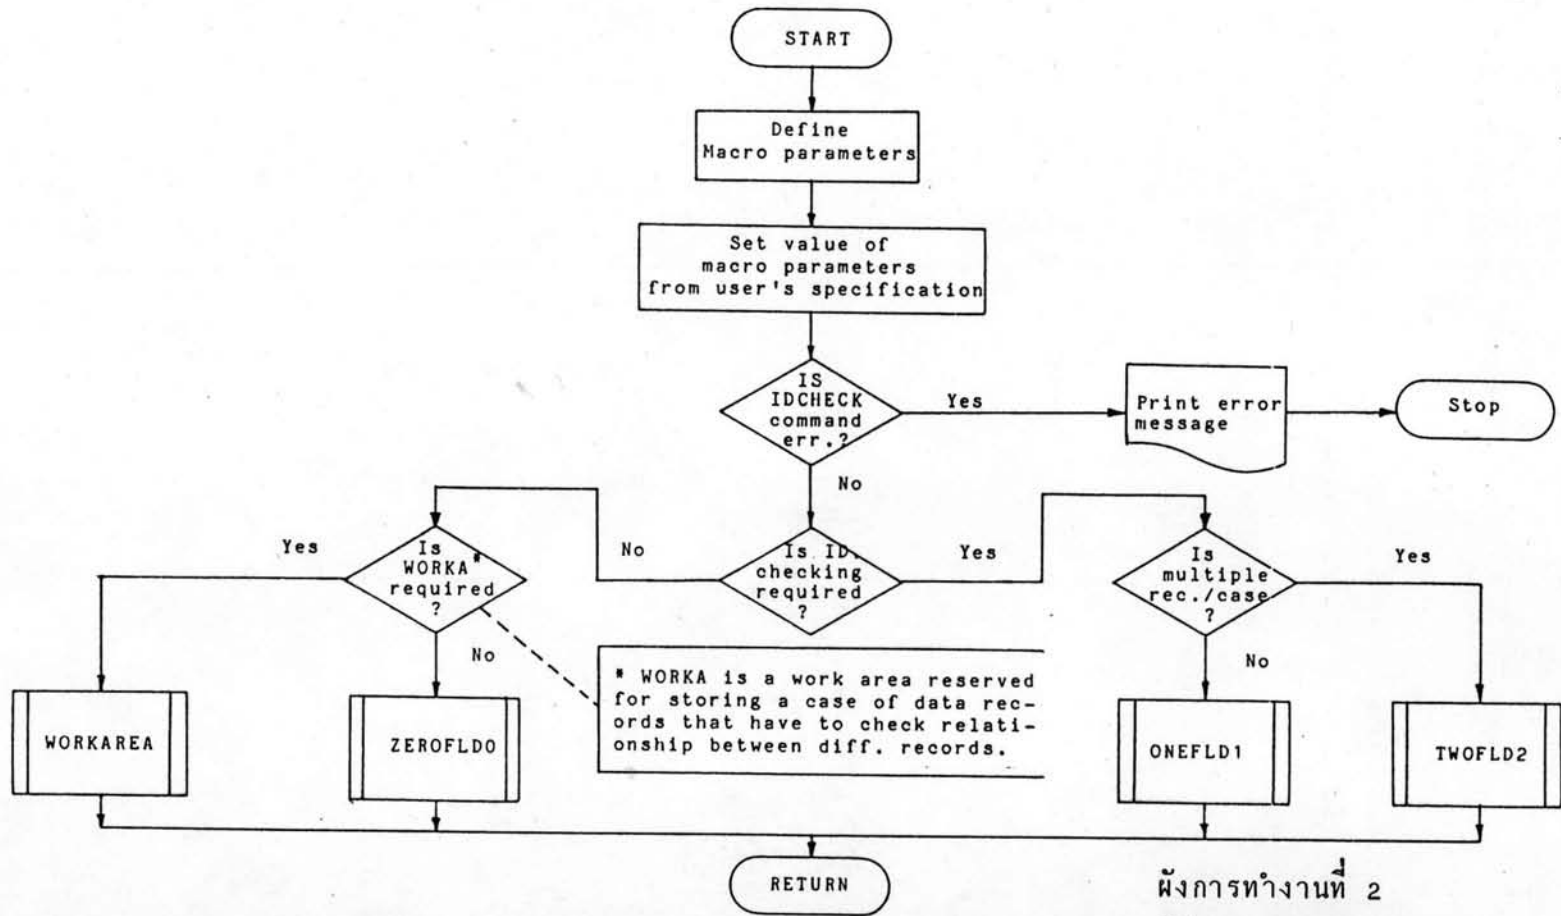 START
Define
Macro parameters
Set value of
macro parameters
from user's specification
IS
IDCHECK
command
err.?
Yes
Print error
message
Stop
No
Is ID.
checking
required
?
No
Yes
Is
WORKA*
required
?
Yes
No
Is
multiple
rec./case
?
Yes
No
* WORKA is a work area reserved
for storing a case of data rec-
ords that have to check relati-
onship between diff. records.
WORKAREA
ZEROFLD0
ONEFLD1
TWOFLD2
RETURN
ผังการทำงานที่ 2